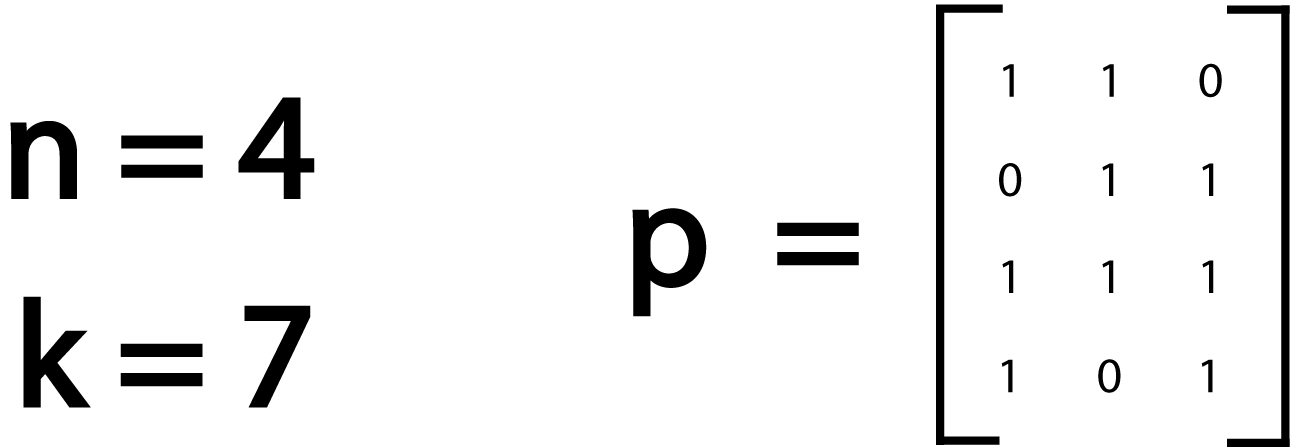 n = 4
k = 7
p =
1 1 0
0 1 1
1 1 1
1 0 1